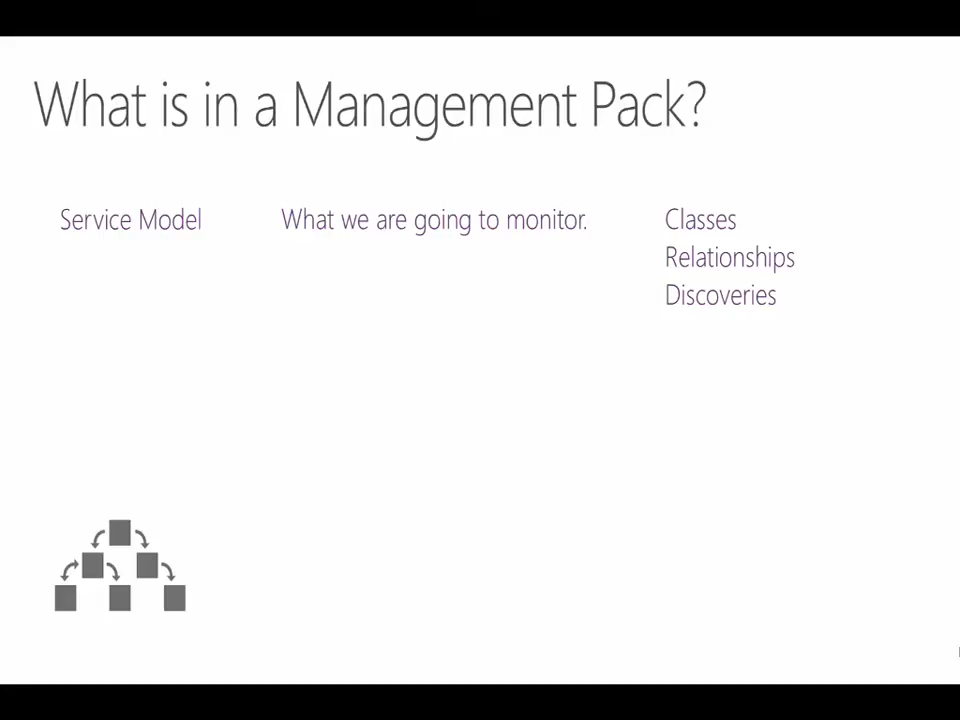 What is in a Management Pack?
Service Model
What we are going to monitor.
Classes
Relationships
Discoveries